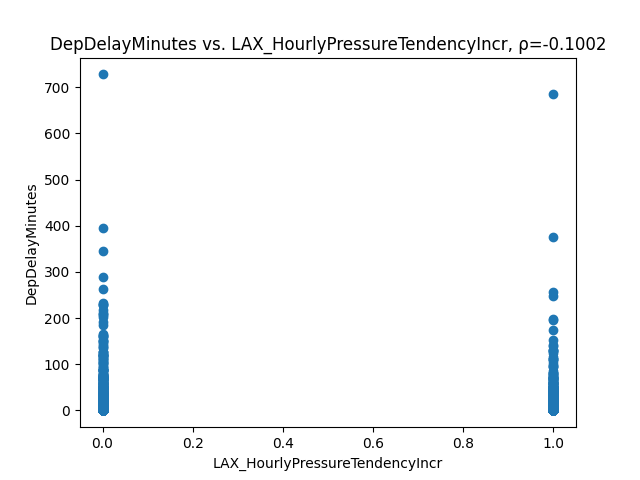 DepDelayMinutes vs. LAX_HourlyPressureTendencyIncr, ρ=-0.1002
700
600
500
400
300
200
100
0
DepDelayMinutes
0.0 0.2 0.4 0.6 0.8 1.0
LAX_HourlyPressureTendencyIncr